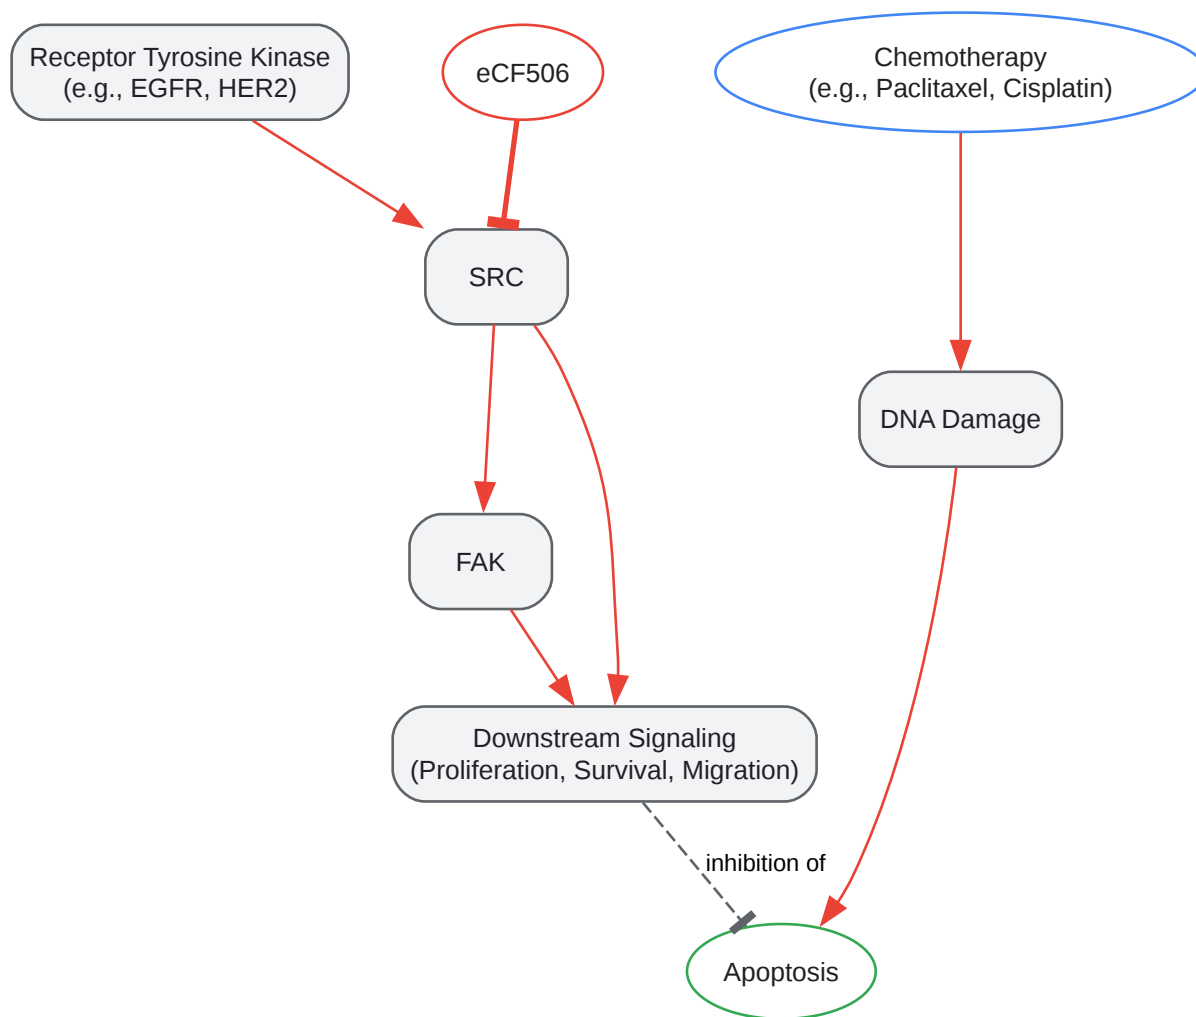 Receptor Tyrosine Kinase
(e.g., EGFR, HER2)
eCF506
Chemotherapy
(e.g., Paclitaxel, Cisplatin)
SRC
DNA Damage
FAK
Downstream Signaling
(Proliferation, Survival, Migration)
inhibition of
Apoptosis